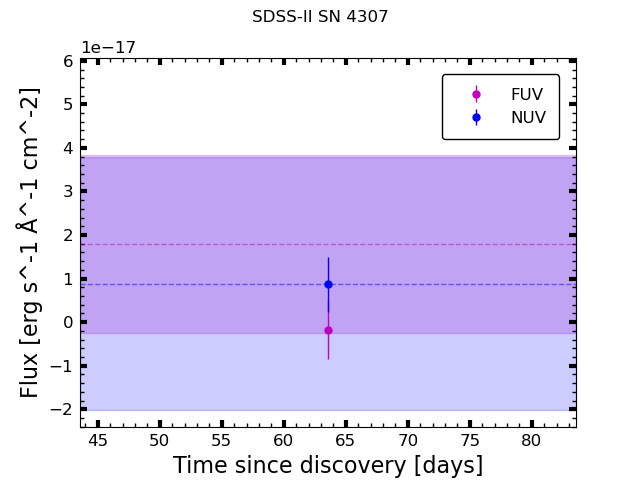 SDSS-II SN 4307
1e−17
6
5
4
3
2
1
0
−1
−2
FUV
NUV
45 50 55 60 65 70 75 80
Time since discovery [days]
Flux [erg s^-1 Å^-1 cm^-2]